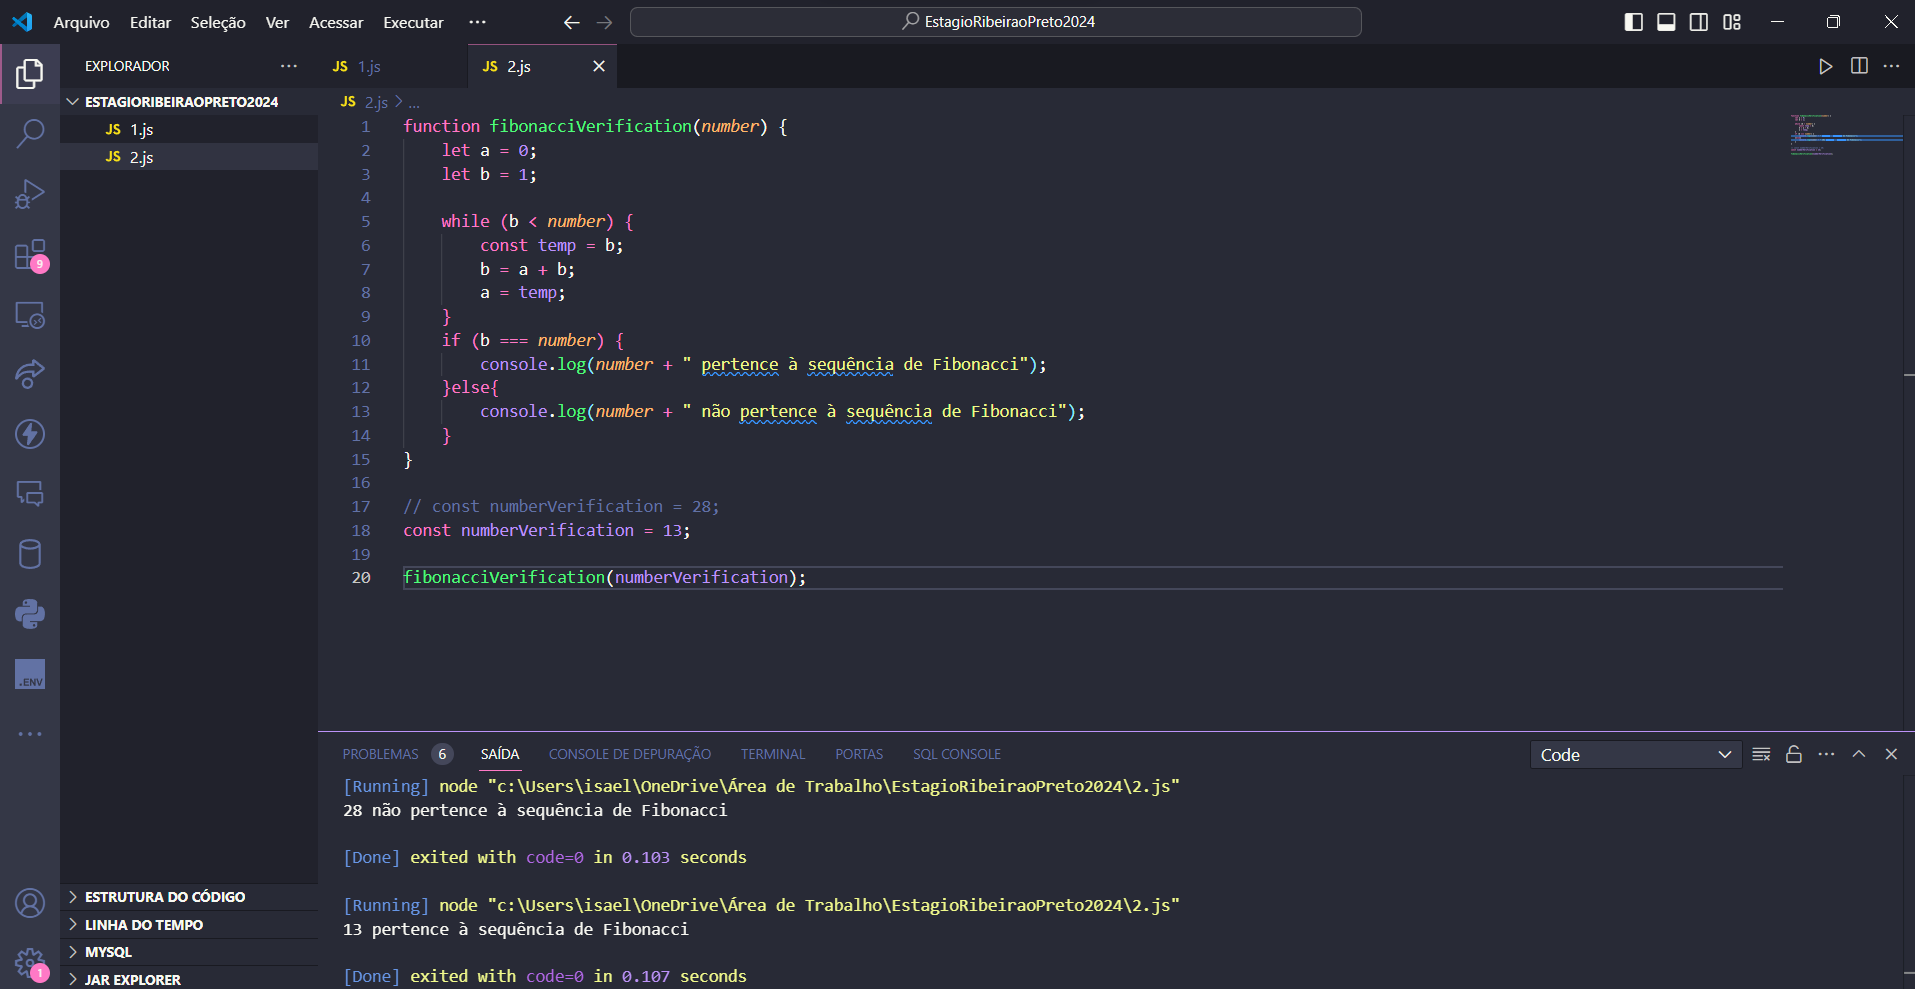 Arquivo Editar Seleção Ver Acessar Executar ··· EstagioRibeiraoPreto2024
EXPLORADOR ···
JS 1.js JS 2.js
ESTAGIORIBEIRAOPRETO2024
JS 1.js
JS 2.js
JS 2.js > ...
1 function fibonacciVerification(number) {
2 let a = 0;
3 let b = 1;
4
5 while (b < number) {
6 const temp = b;
7 b = a + b;
8 a = temp;
9 }
10 if (b === number) {
11 console.log(number + " pertence à sequência de Fibonacci");
12 }else{
13 console.log(number + " não pertence à sequência de Fibonacci");
14 }
15 }
16
17 // const numberVerification = 28;
18 const numberVerification = 13;
19
20 fibonacciVerification(numberVerification);
9
.ENV
1
ESTRUTURA DO CÓDIGO
LINHA DO TEMPO
MYSQL
JAR EXPLORER
PROBLEMAS 6 SAÍDA CONSOLE DE DEPURAÇÃO TERMINAL PORTAS SQL CONSOLE Code
[Running] node "c:\Users\isael\OneDrive\Área de Trabalho\EstagioRibeiraoPreto2024\2.js"
28 não pertence à sequência de Fibonacci
[Done] exited with code=0 in 0.103 seconds
[Running] node "c:\Users\isael\OneDrive\Área de Trabalho\EstagioRibeiraoPreto2024\2.js"
13 pertence à sequência de Fibonacci
[Done] exited with code=0 in 0.107 seconds